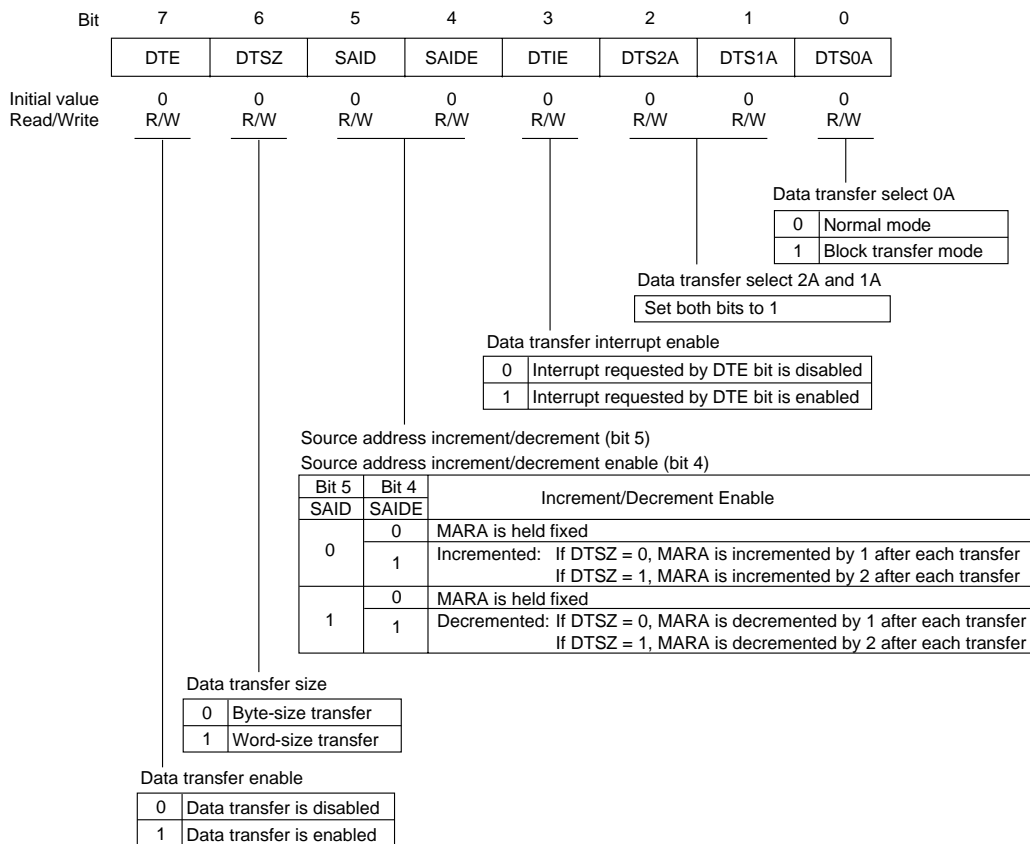 Bit 7 6 5 4 3 2 1 0
DTE DTSZ SAID SAIDE DTIE DTS2A DTS1A DTS0A
Initial value 0 0 0 0 0 0 0 0
Read/Write R/W R/W R/W R/W R/W R/W R/W R/W
Data transfer select 0A
0 Normal mode
1 Block transfer mode
Data transfer select 2A and 1A
Set both bits to 1
Data transfer interrupt enable
0 Interrupt requested by DTE bit is disabled
1 Interrupt requested by DTE bit is enabled
Source address increment/decrement (bit 5)
Source address increment/decrement enable (bit 4)
Bit 5 Bit 4 Increment/Decrement Enable
SAID SAIDE
0 0 MARA is held fixed
1 Incremented: If DTSZ = 0, MARA is incremented by 1 after each transfer
If DTSZ = 1, MARA is incremented by 2 after each transfer
1 0 MARA is held fixed
1 Decremented: If DTSZ = 0, MARA is decremented by 1 after each transfer
If DTSZ = 1, MARA is decremented by 2 after each transfer
Data transfer size
0 Byte-size transfer
1 Word-size transfer
Data transfer enable
0 Data transfer is disabled
1 Data transfer is enabled